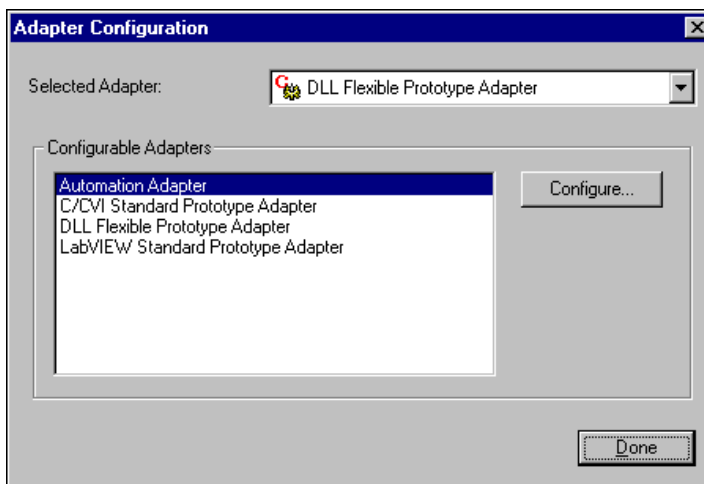 Adapter Configuration
Selected Adapter: DLL Flexible Prototype Adapter
Configurable Adapters
Automation Adapter
Configure...
C/CVI Standard Prototype Adapter
DLL Flexible Prototype Adapter
LabVIEW Standard Prototype Adapter
Done